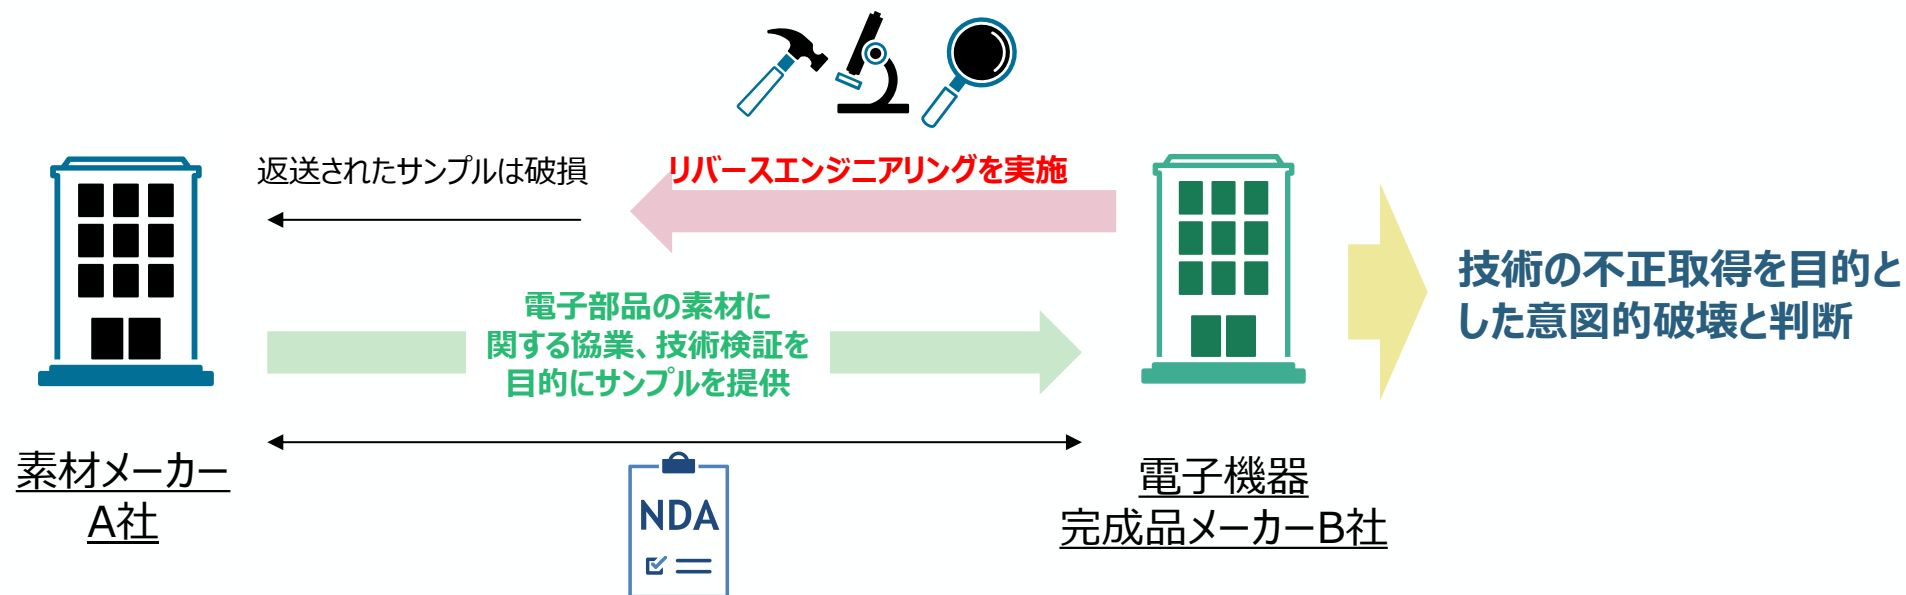 返送されたサンプルは破損
リバースエンジニアリングを実施
電子部品の素材に
関する協業、技術検証を
目的にサンプルを提供
技術の不正取得を目的と
した意図的破壊と判断
素材メーカー
A社
NDA
電子機器
完成品メーカーB社